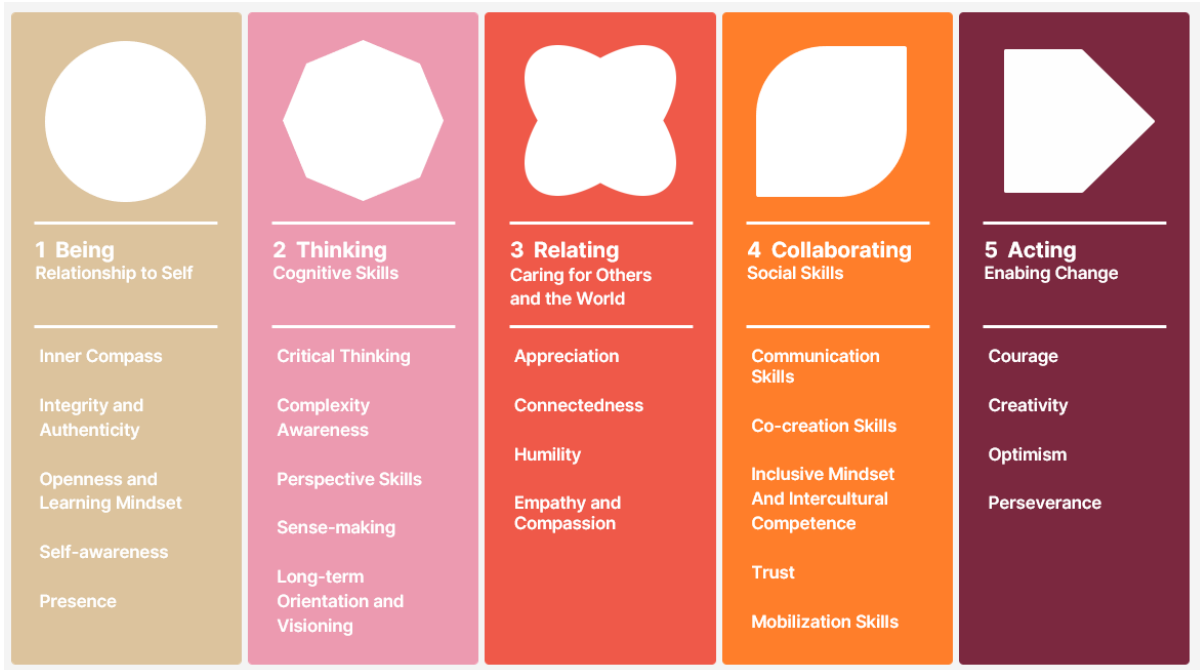 1 Being
Relationship to Self
Inner Compass
Integrity and
Authenticity
Openness and
Learning Mindset
Self-awareness
Presence
2 Thinking
Cognitive Skills
Critical Thinking
Complexity
Awareness
Perspective Skills
Sense-making
Long-term
Orientation and
Visioning
3 Relating
Caring for Others
and the World
Appreciation
Connectedness
Humility
Empathy and
Compassion
4 Collaborating
Social Skills
Communication
Skills
Co-creation Skills
Inclusive Mindset
And Intercultural
Competence
Trust
Mobilization Skills
5 Acting
Enabing Change
Courage
Creativity
Optimism
Perseverance